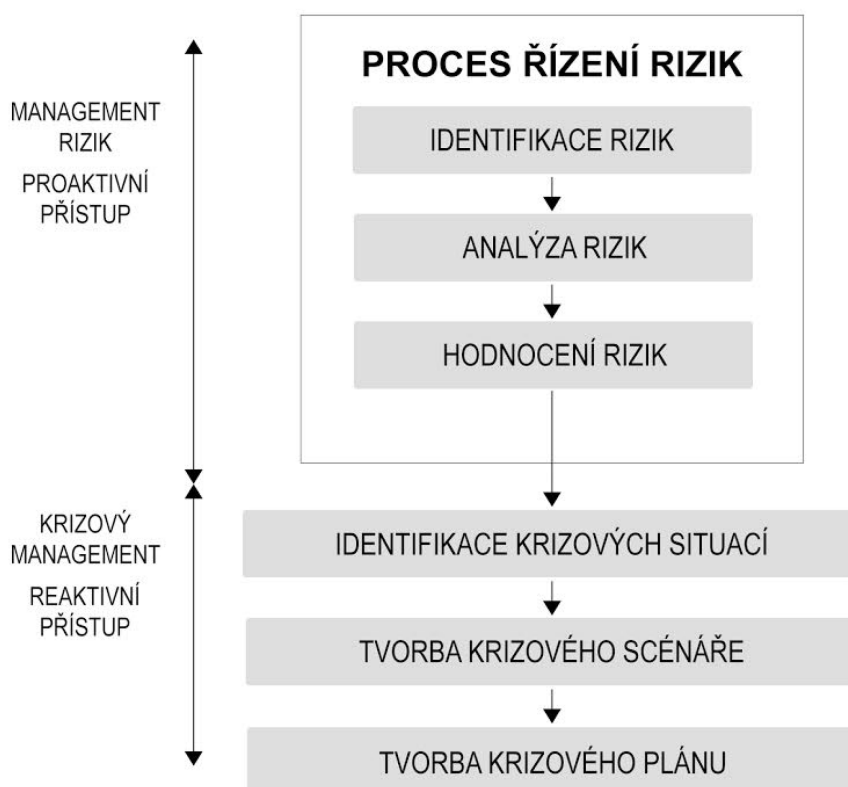 PROCES ŘÍZENÍ RIZIK
MANAGEMENT
RIZIK
PROAKTIVNÍ
PŘÍSTUP
IDENTIFIKACE RIZIK
ANALÝZA RIZIK
HODNOCENÍ RIZIK
KRIZOVÝ
MANAGEMENT
REAKTIVNÍ
PŘÍSTUP
IDENTIFIKACE KRIZOVÝCH SITUACÍ
TVORBA KRIZOVÉHO SCÉNÁŘE
TVORBA KRIZOVÉHO PLÁNU